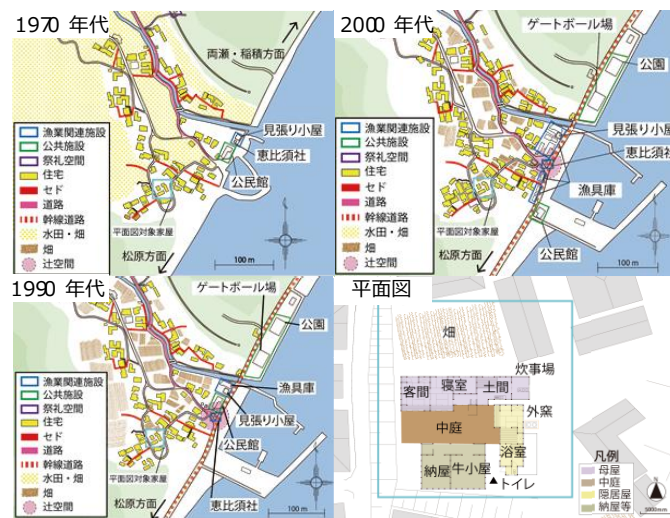 1970 年代
両瀬・稲積方面
見張り小屋
恵比須社
公民館
漁業関連施設
公共施設
祭礼空間
住宅
セド
道路
幹線道路
水田・畑
畑
辻空間
平面図対象家屋
松原方面
100 m
2000 年代
ゲートボール場
公園
見張り小屋
恵比須社
漁具庫
公民館
漁業関連施設
公共施設
祭礼空間
住宅
セド
道路
幹線道路
水田・畑
畑
辻空間
平面図対象家屋
松原方面
100 m
1990 年代
ゲートボール場
公園
漁具庫
見張り小屋
公民館
恵比須社
漁業関連施設
公共施設
祭礼空間
住宅
セド
道路
幹線道路
水田・畑
畑
辻空間
平面図対象家屋
松原方面
100 m
平面図
畑
炊事場
客間
寝室
土間
外窯
中庭
浴室
納屋
牛小屋
▲トイレ
凡例
母屋
中庭
隠居屋
納屋等
N